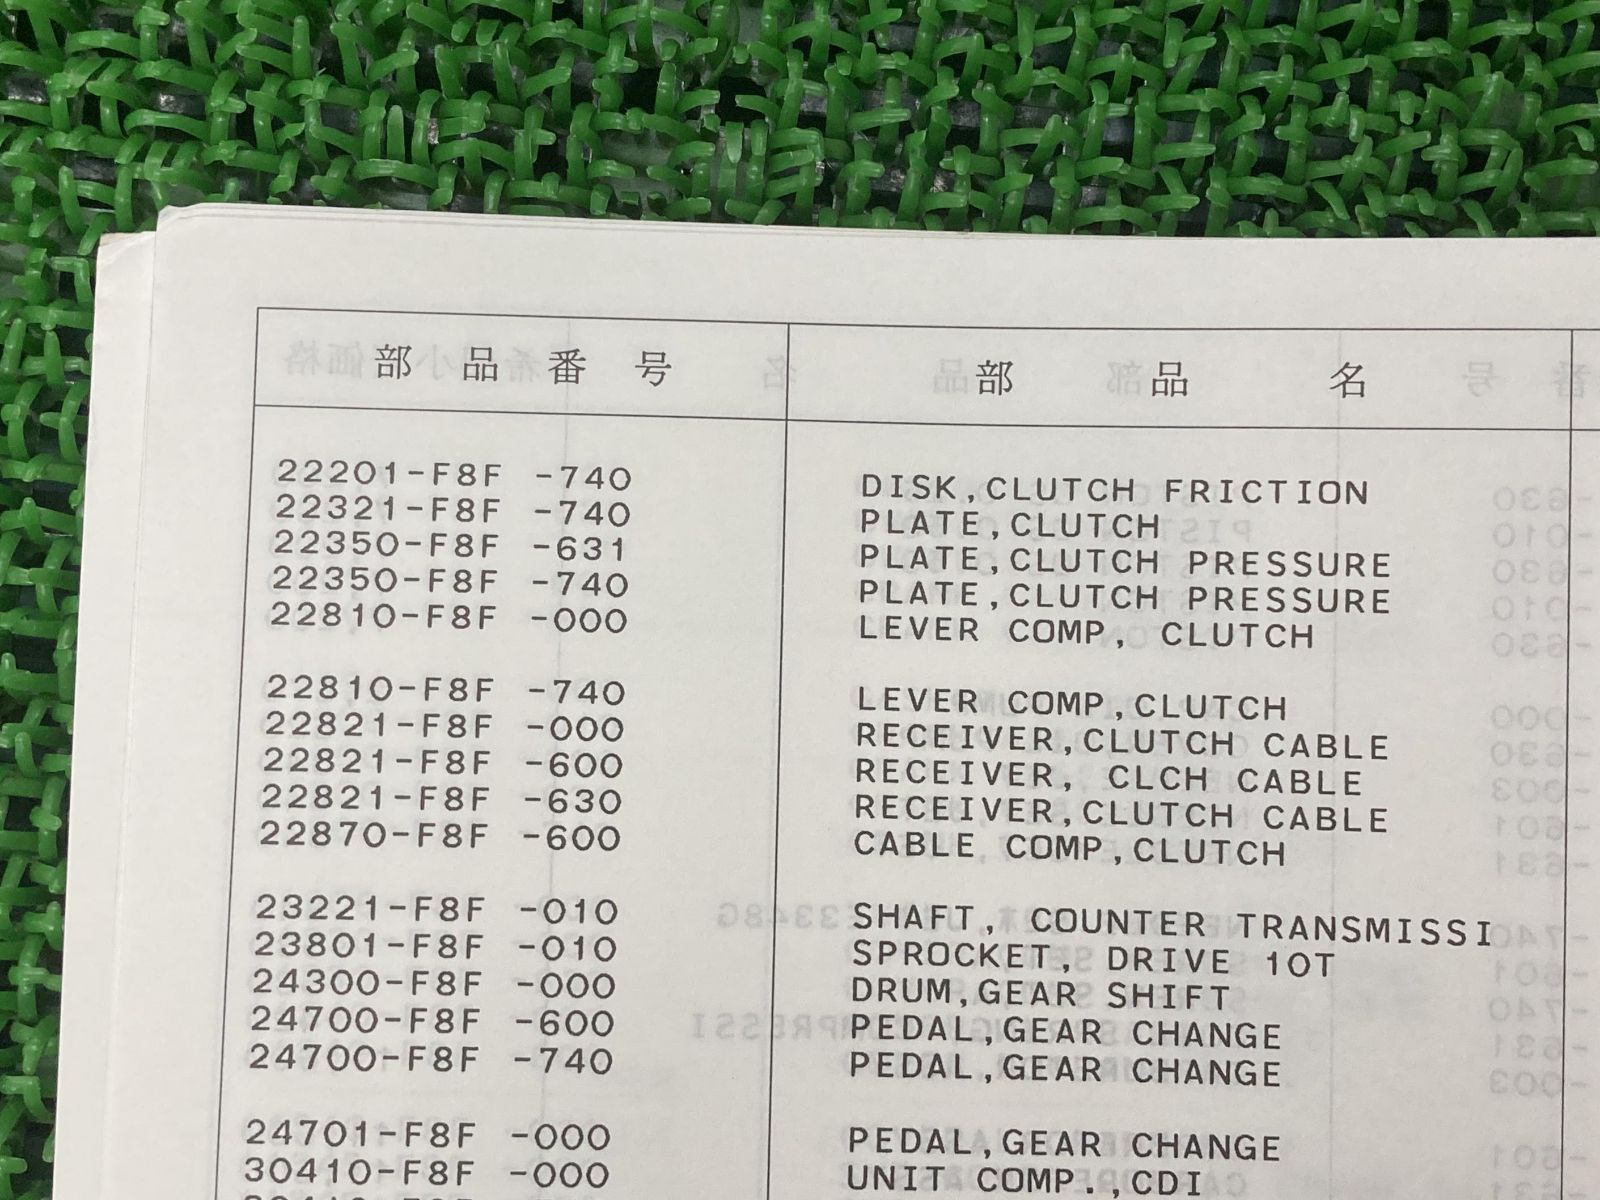 部品番号 部品名
22201-F8F -740 DISK,CLUTCH FRICTION
22321-F8F -740 PLATE,CLUTCH
22350-F8F -631 PLATE,CLUTCH PRESSURE
22350-F8F -740 PLATE,CLUTCH PRESSURE
22810-F8F -000 LEVER COMP, CLUTCH
22810-F8F -740 LEVER COMP,CLUTCH
22821-F8F -000 RECEIVER,CLUTCH CABLE
22821-F8F -600 RECEIVER, CLCH CABLE
22821-F8F -630 RECEIVER,CLUTCH CABLE
22870-F8F -600 CABLE COMP,CLUTCH
23221-F8F -010 SHAFT, COUNTER TRANSMISSI
23801-F8F -010 SPROCKET, DRIVE 10T
24300-F8F -000 DRUM,GEAR SHIFT
24700-F8F -600 PEDAL,GEAR CHANGE
24700-F8F -740 PEDAL,GEAR CHANGE
24701-F8F -000 PEDAL,GEAR CHANGE
30410-F8F -000 UNIT COMP.,CDI